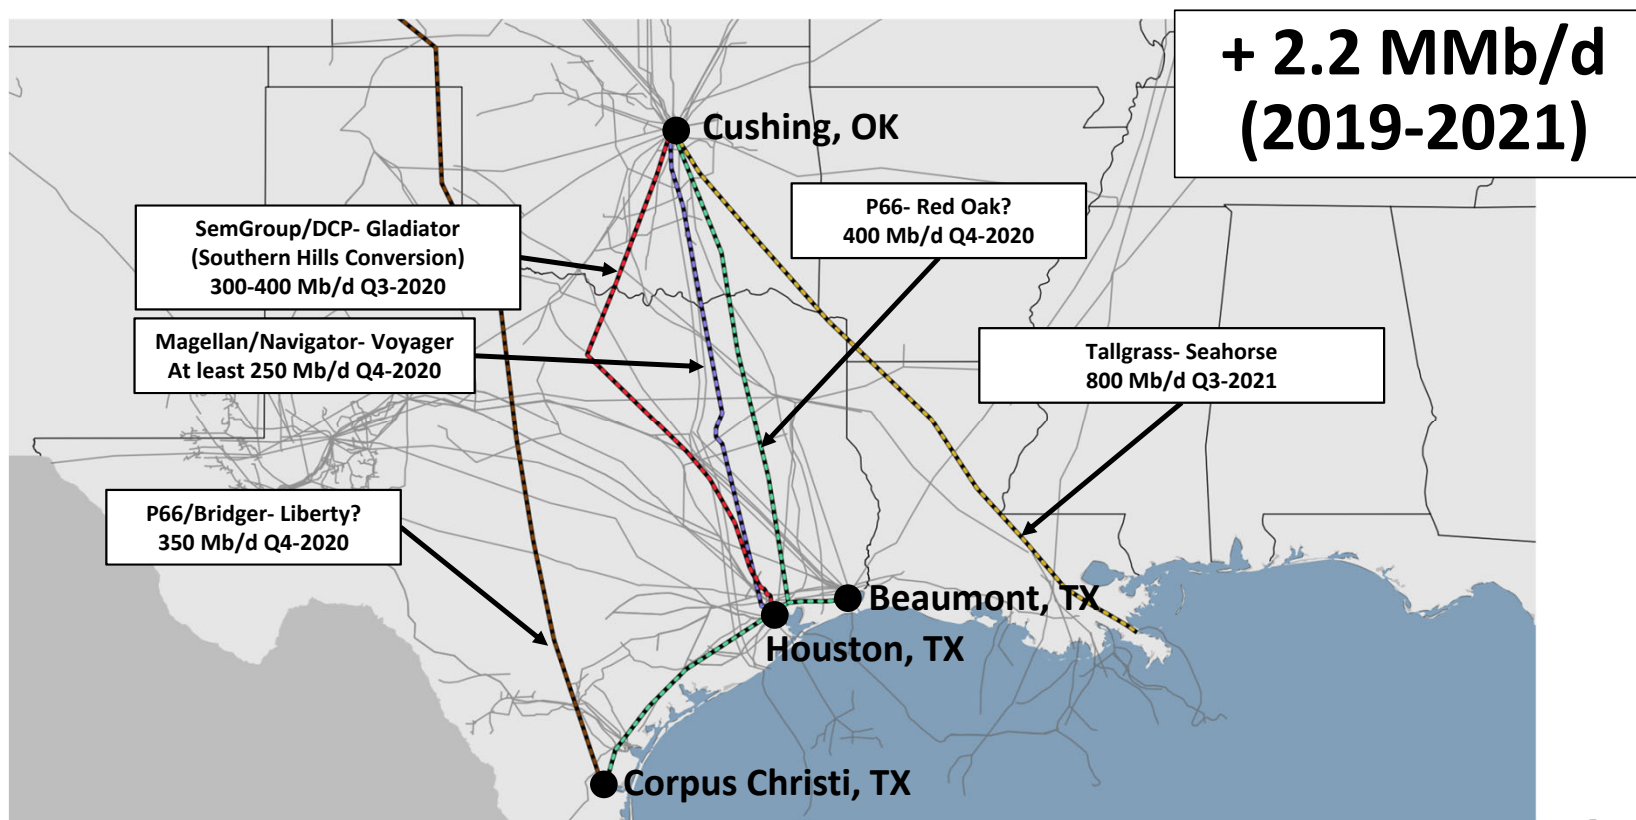 + 2.2 MMb/d
(2019-2021)
Cushing, OK
P66- Red Oak?
400 Mb/d Q4-2020
SemGroup/DCP- Gladiator
(Southern Hills Conversion)
300-400 Mb/d Q3-2020
Magellan/Navigator- Voyager
At least 250 Mb/d Q4-2020
Tallgrass- Seahorse
800 Mb/d Q3-2021
P66/Bridger- Liberty?
350 Mb/d Q4-2020
Beaumont, TX
Houston, TX
Corpus Christi, TX